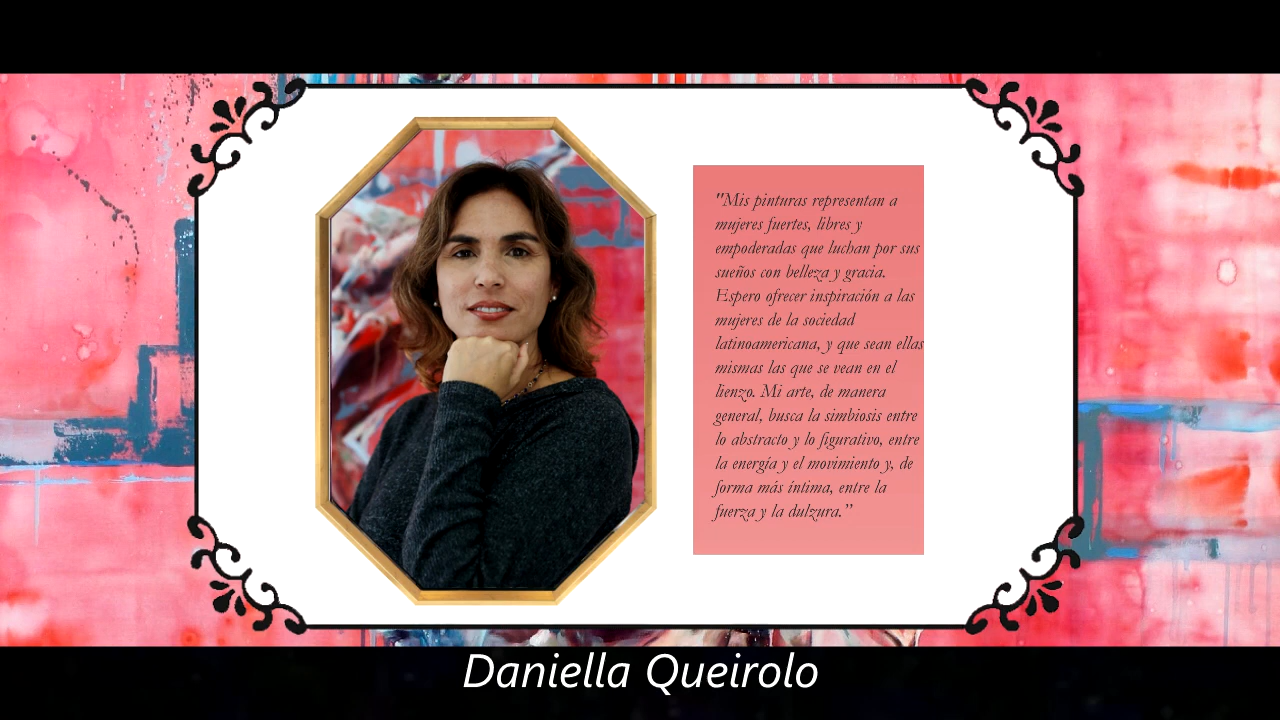 "Mis pinturas representan a
mujeres fuertes, libres y
empoderadas que luchan por sus
sueños con belleza y gracia.
Espero ofrecer inspiración a las
mujeres de la sociedad
latinoamericana, y que sean ellas
mismas las que se vean en el
lienzo. Mi arte, de manera
general, busca la simbiosis entre
lo abstracto y lo figurativo, entre
la energía y el movimiento y, de
forma más íntima, entre la
fuerza y la dulzura.”
Daniella Queirolo